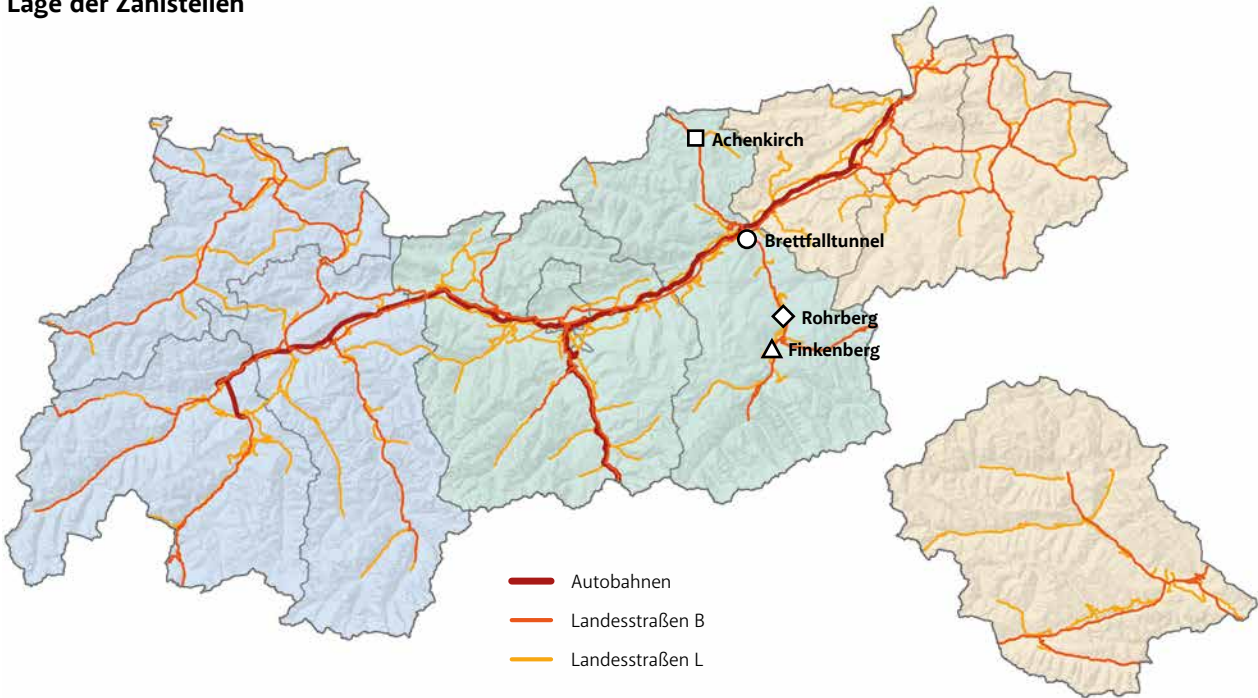 Lage der Zählstellen
Achenkirch
Brettfalltunnel
Rohrberg
Finkenberg
Autobahnen
Landesstraßen B
Landesstraßen L